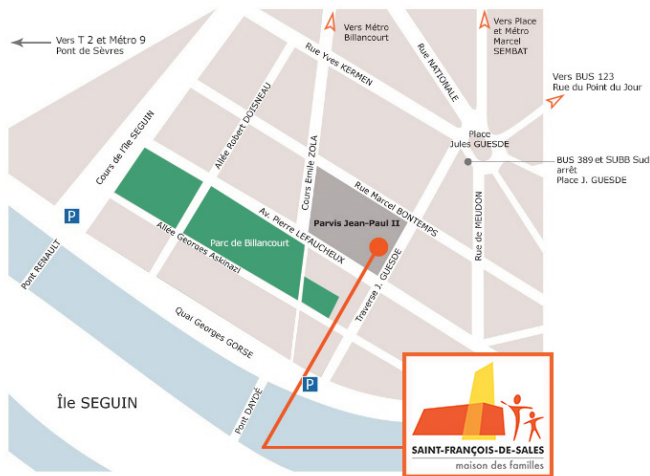 Vers T 2 et Métro 9
Pont de Sèvres
Vers Métro
Billancourt
Vers Place
et Métro
Marcel
SEMBAT
Vers BUS 123
Rue du Point du Jour
Rue Yves KERMEN
Rue NATIONALE
Place
Jules GUESDE
BUS 389 et SUBB Sud
arrêt
Place J. GUESDE
Cours de l'île SEGUIN
Allée Robert DOISNEAU
Cours Emile ZOLA
Rue Marcel BONTEMPS
Rue de MEUDON
Parvis Jean-Paul II
Av. Pierre LEFAUCHEUX
Parc de Billancourt
Allée Georges Askinazi
Traverse J. GUESDE
P
Pont RENAULT
Quai Georges GORSE
P
Pont DAYDÉ
Île SEGUIN
SAINT-FRANÇOIS-DE-SALES
maison des familles